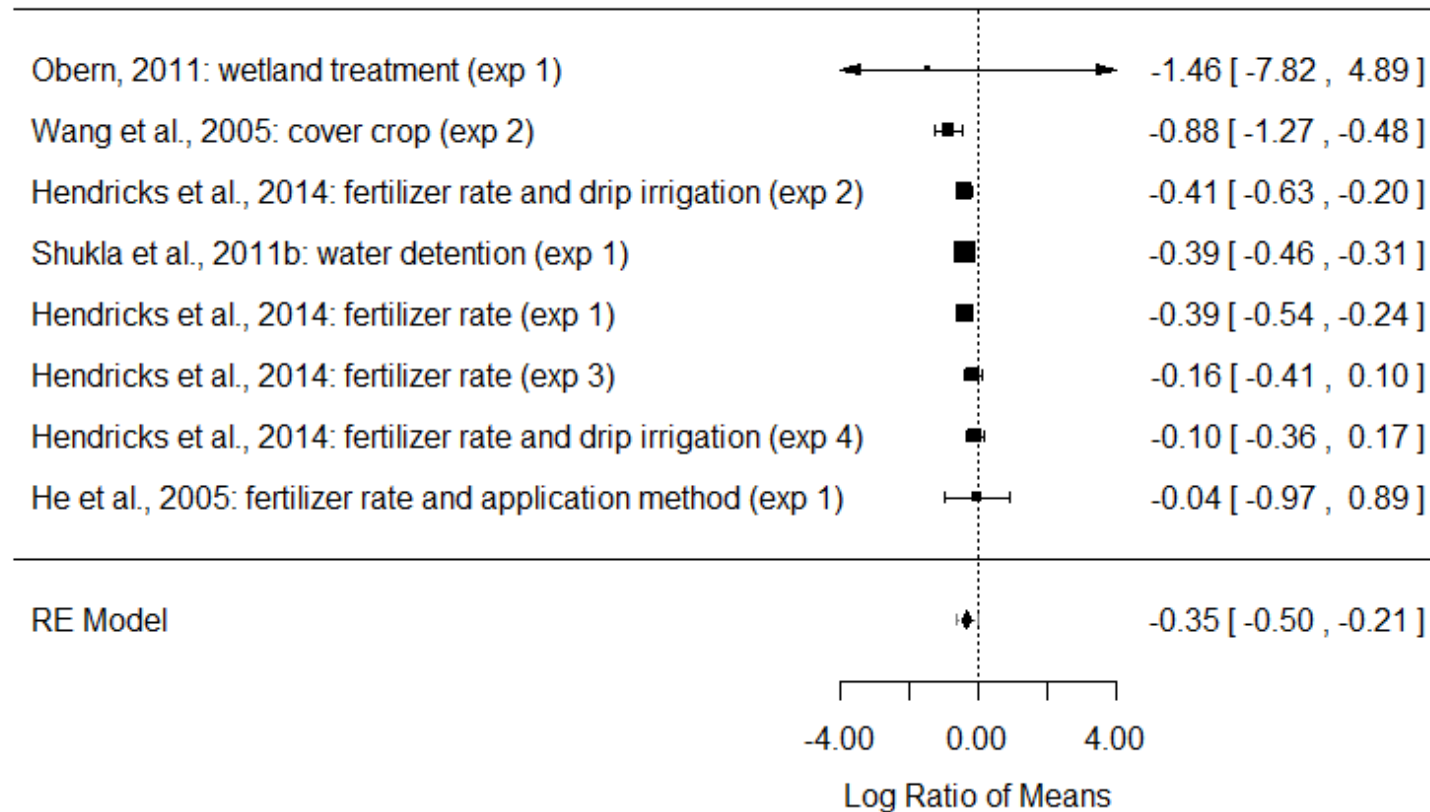 Obern, 2011: wetland treatment (exp 1) -1.46 [ -7.82 , 4.89 ]
Wang et al., 2005: cover crop (exp 2) -0.88 [ -1.27 , -0.48 ]
Hendricks et al., 2014: fertilizer rate and drip irrigation (exp 2) -0.41 [ -0.63 , -0.20 ]
Shukla et al., 2011b: water detention (exp 1) -0.39 [ -0.46 , -0.31 ]
Hendricks et al., 2014: fertilizer rate (exp 1) -0.39 [ -0.54 , -0.24 ]
Hendricks et al., 2014: fertilizer rate (exp 3) -0.16 [ -0.41 , 0.10 ]
Hendricks et al., 2014: fertilizer rate and drip irrigation (exp 4) -0.10 [ -0.36 , 0.17 ]
He et al., 2005: fertilizer rate and application method (exp 1) -0.04 [ -0.97 , 0.89 ]
RE Model -0.35 [ -0.50 , -0.21 ]
-4.00 0.00 4.00
Log Ratio of Means